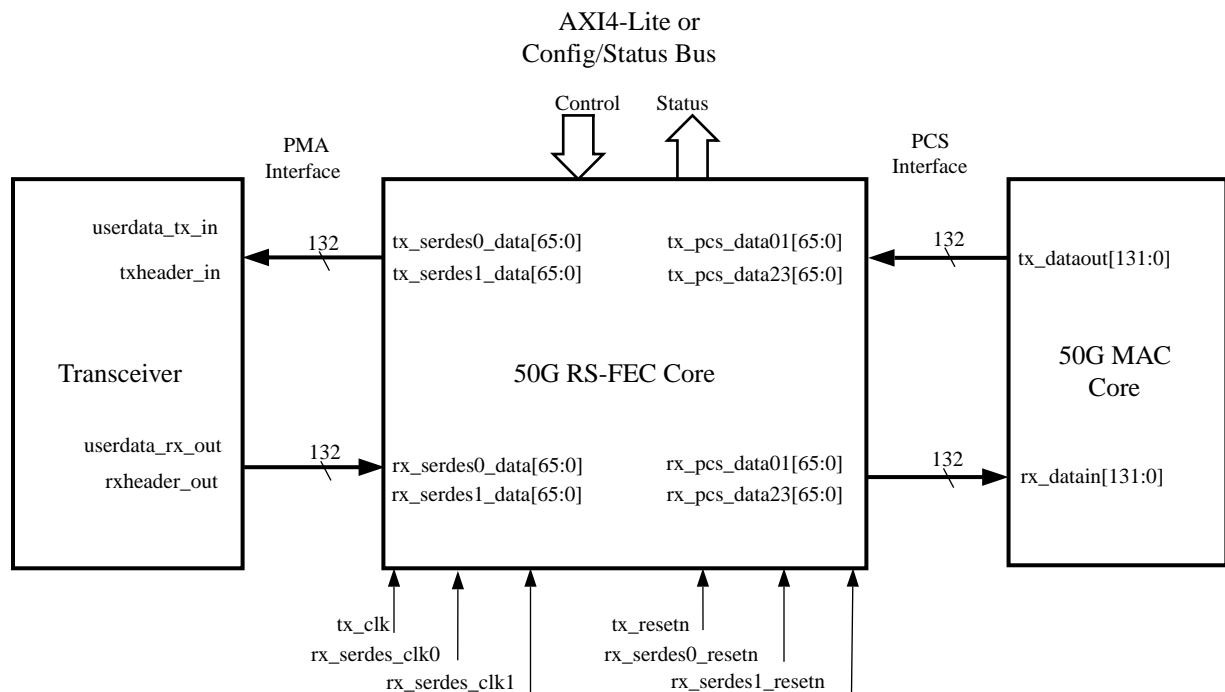 AXI4-Lite or
Config/Status Bus
Control
Status
PMA
Interface
PCS
Interface
userdata_tx_in
txheader_in
132
tx_serdes0_data[65:0]
tx_serdes1_data[65:0]
tx_pcs_data01[65:0]
tx_pcs_data23[65:0]
132
tx_dataout[131:0]
Transceiver
50G RS-FEC Core
50G MAC
Core
userdata_rx_out
rxheader_out
132
rx_serdes0_data[65:0]
rx_serdes1_data[65:0]
rx_pcs_data01[65:0]
rx_pcs_data23[65:0]
132
rx_datain[131:0]
tx_clk
rx_serdes_clk0
rx_serdes_clk1
tx_resetn
rx_serdes0_resetn
rx_serdes1_resetn